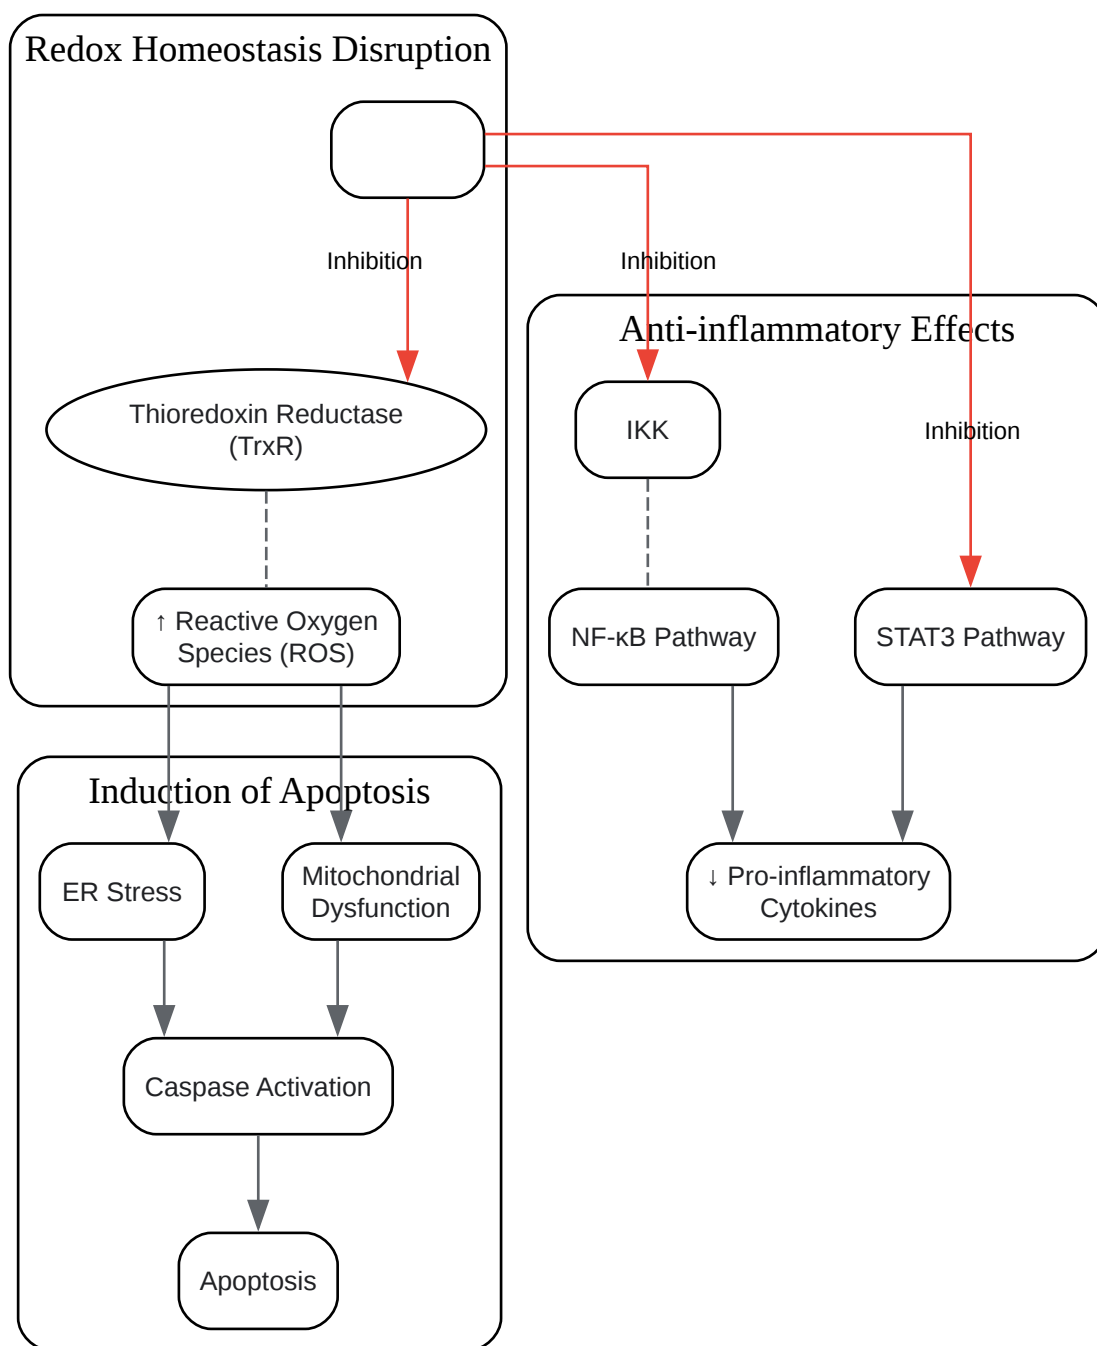 Redox Homeostasis Disruption
Inhibition
Inhibition
Thioredoxin Reductase
(TrxR)
↑ Reactive Oxygen
Species (ROS)
Anti-inflammatory Effects
IKK
Inhibition
NF-κB Pathway
STAT3 Pathway
↓ Pro-inflammatory
Cytokines
Induction of Apoptosis
ER Stress
Mitochondrial
Dysfunction
Caspase Activation
Apoptosis